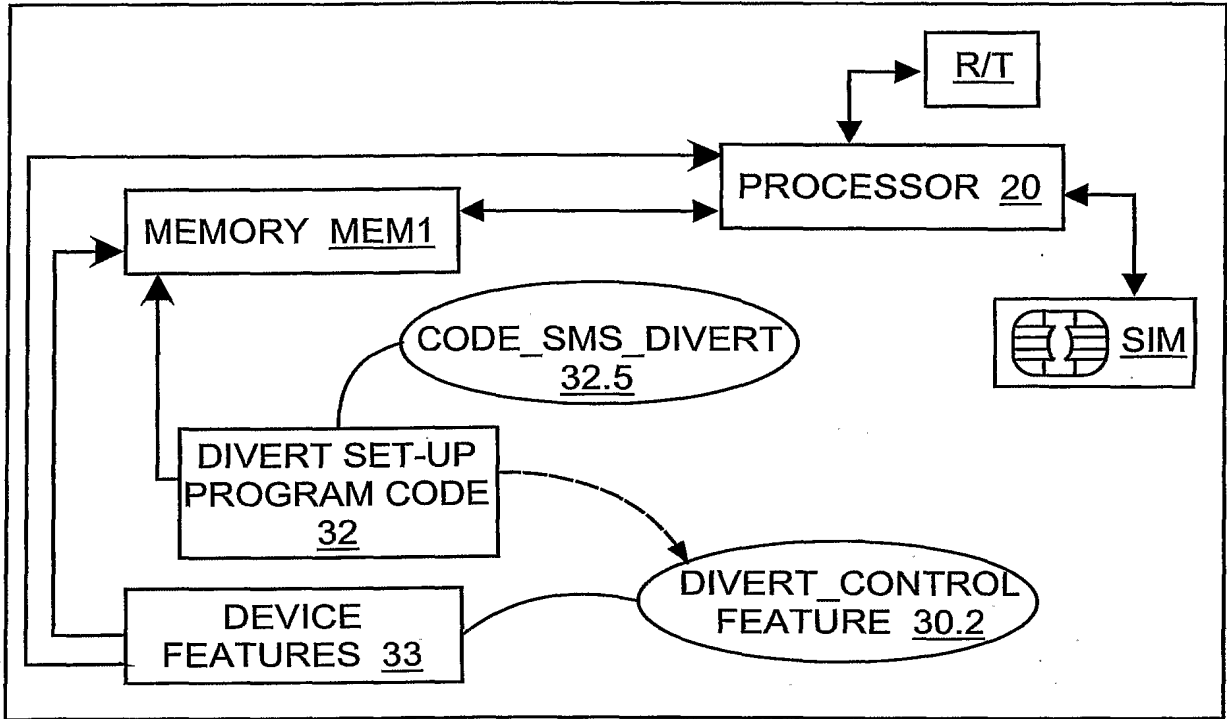 R/T
PROCESSOR 20
MEMORY MEM1
SIM
CODE_SMS_DIVERT
32.5
DIVERT SET-UP
PROGRAM CODE
32
DIVERT_CONTROL
FEATURE 30.2
DEVICE
FEATURES 33